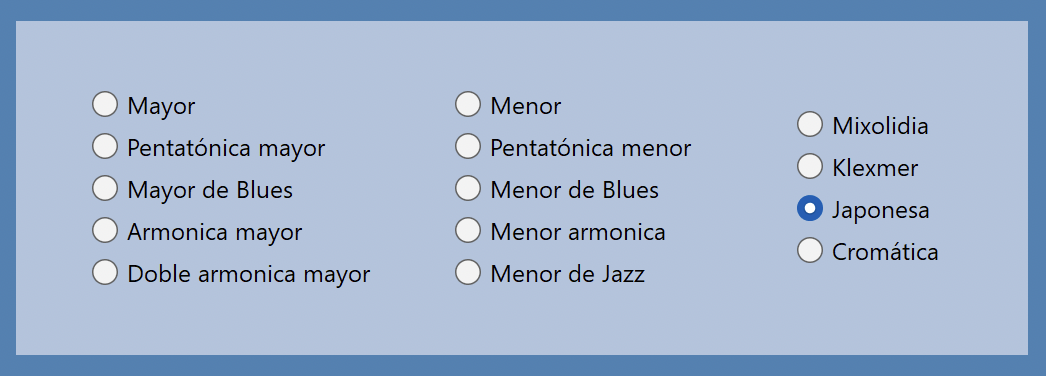 Mayor
Pentatónica mayor
Mayor de Blues
Armonica mayor
Doble armonica mayor
Menor
Pentatónica menor
Menor de Blues
Menor armonica
Menor de Jazz
Mixolidia
Klexmer
Japonesa
Cromática